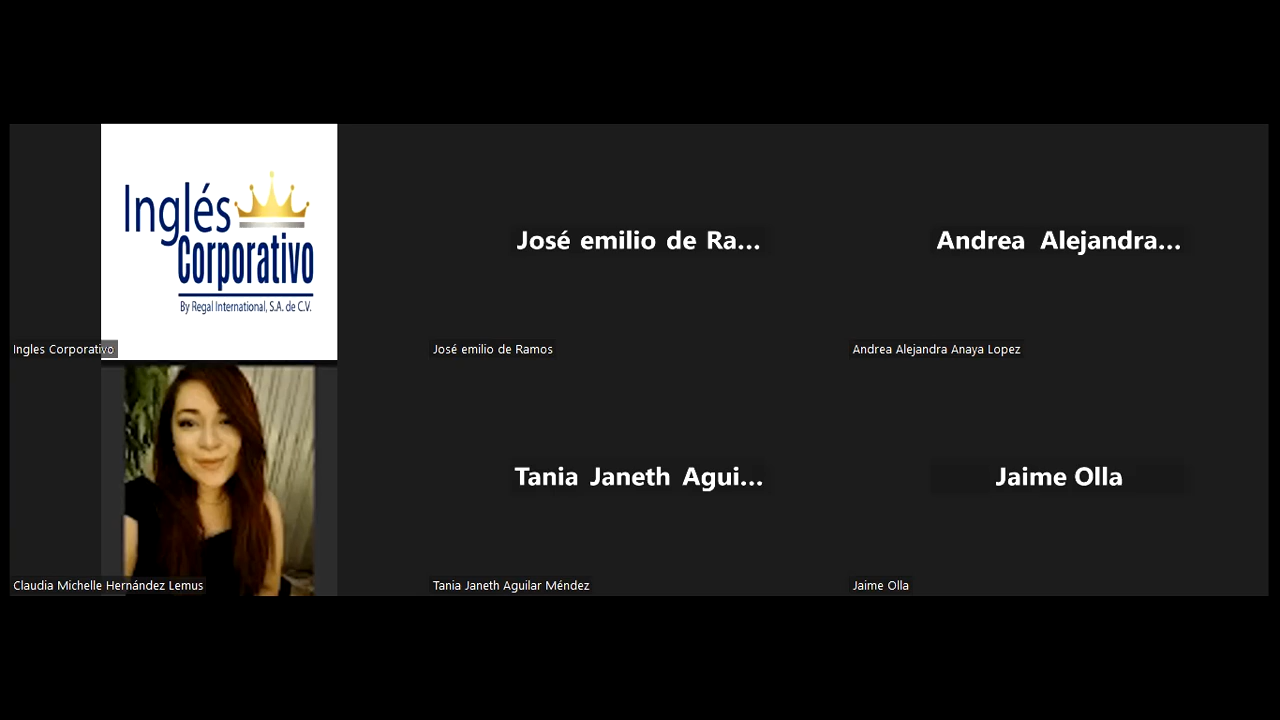 Inglés
Corporativo
By Regal International, S.A. de C.V.
Ingles Corporativo
José emilio de Ra...
José emilio de Ramos
Andrea Alejandra...
Andrea Alejandra Anaya Lopez
Claudia Michelle Hernández Lemus
Tania Janeth Agui...
Tania Janeth Aguilar Méndez
Jaime Olla
Jaime Olla